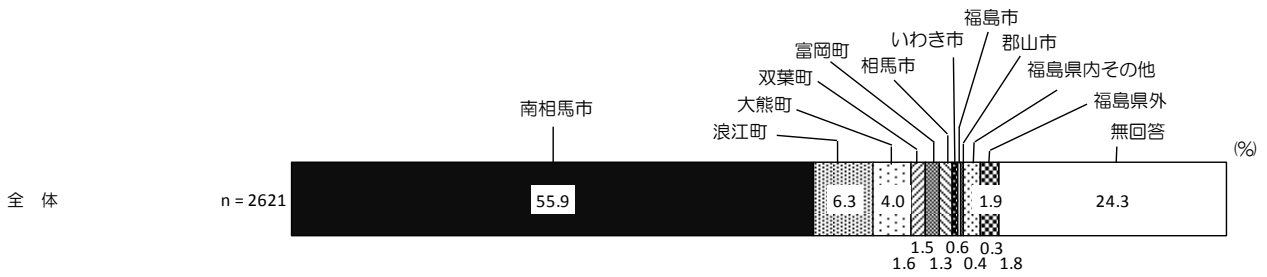 福島市
いわき市
郡山市
富岡町
相馬市
福島県内その他
双葉町
大熊町
福島県外
南相馬市
浪江町
無回答
(%)
全 体
n = 2621
55.9
6.3
4.0
1.9
24.3
1.5
0.6
0.3
1.6
1.3
0.4
1.8